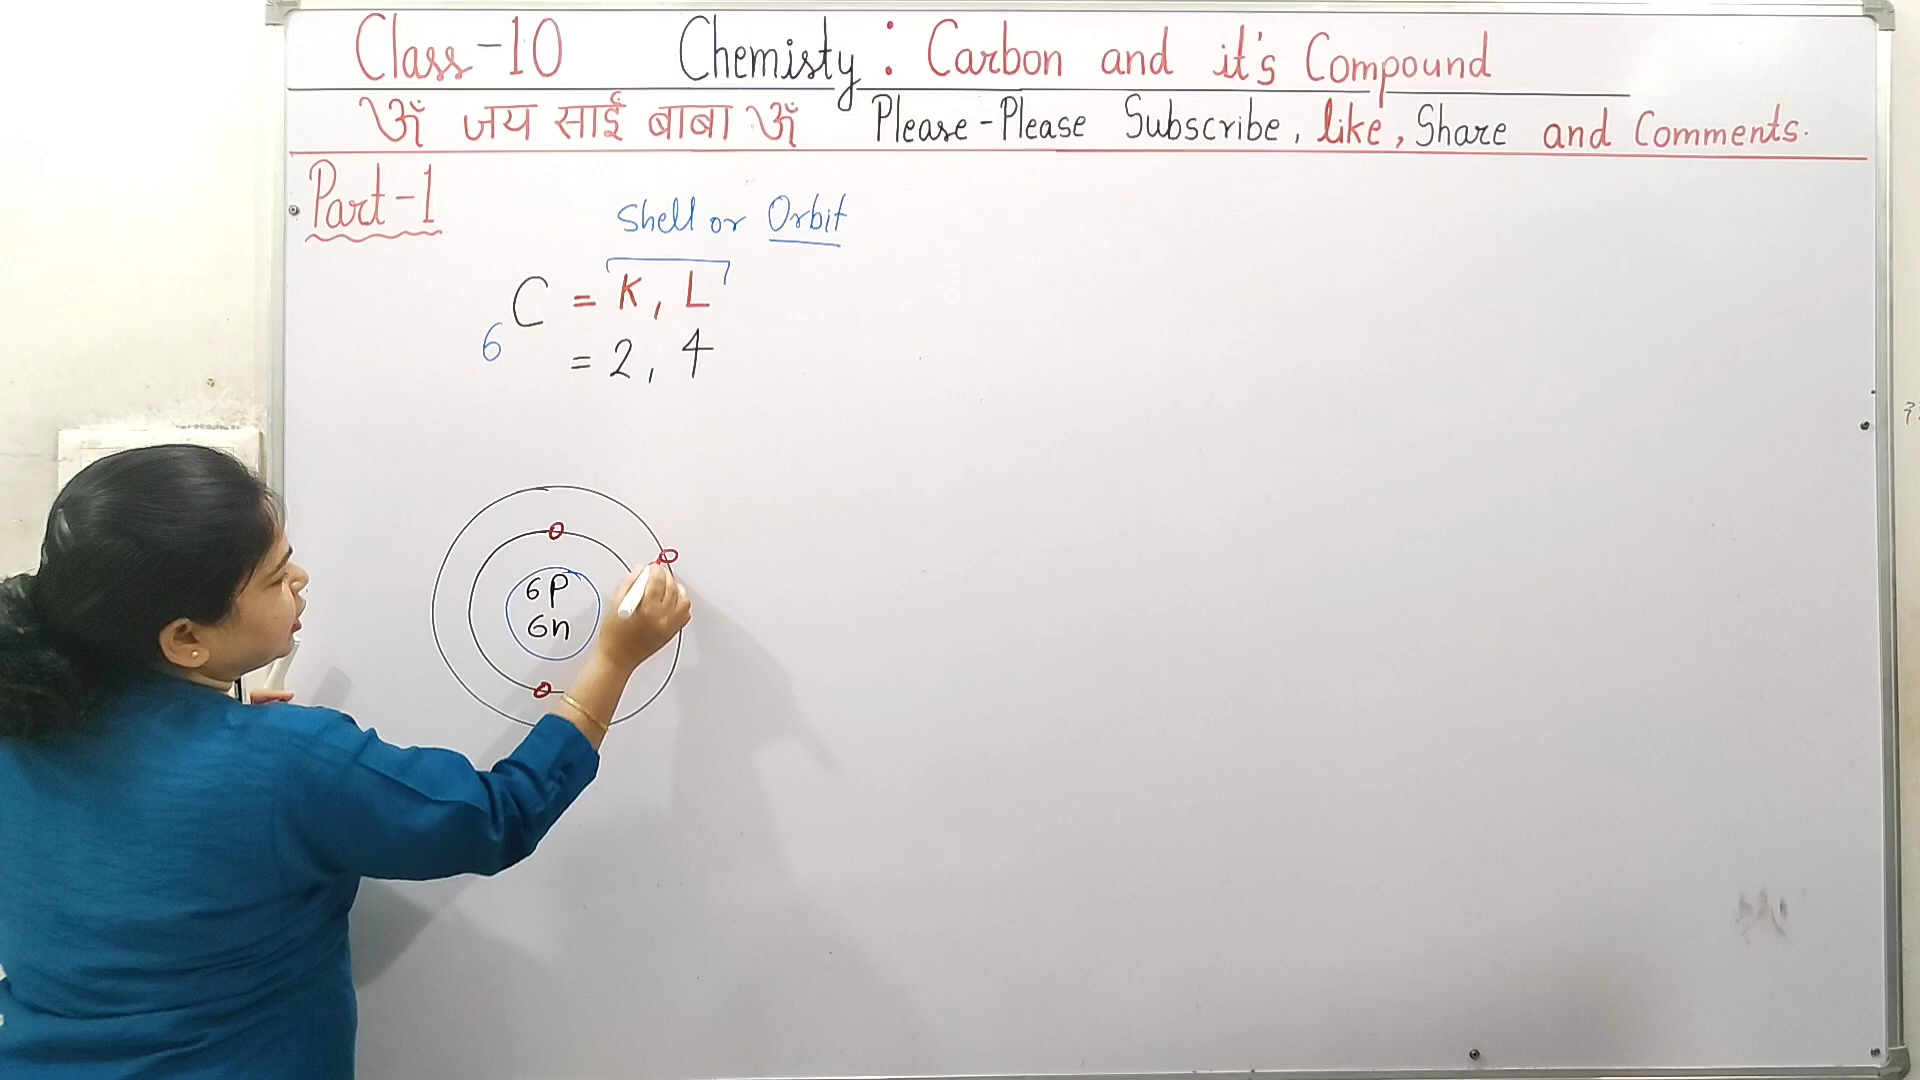 Class-10 Chemisty : Carbon and it's Compound
ॐ जय साईं बाबा ॐ Please-Please Subscribe, like, Share and Comments.
Part-1
Shell or Orbit
6C = K, L
= 2, 4
6P
6n